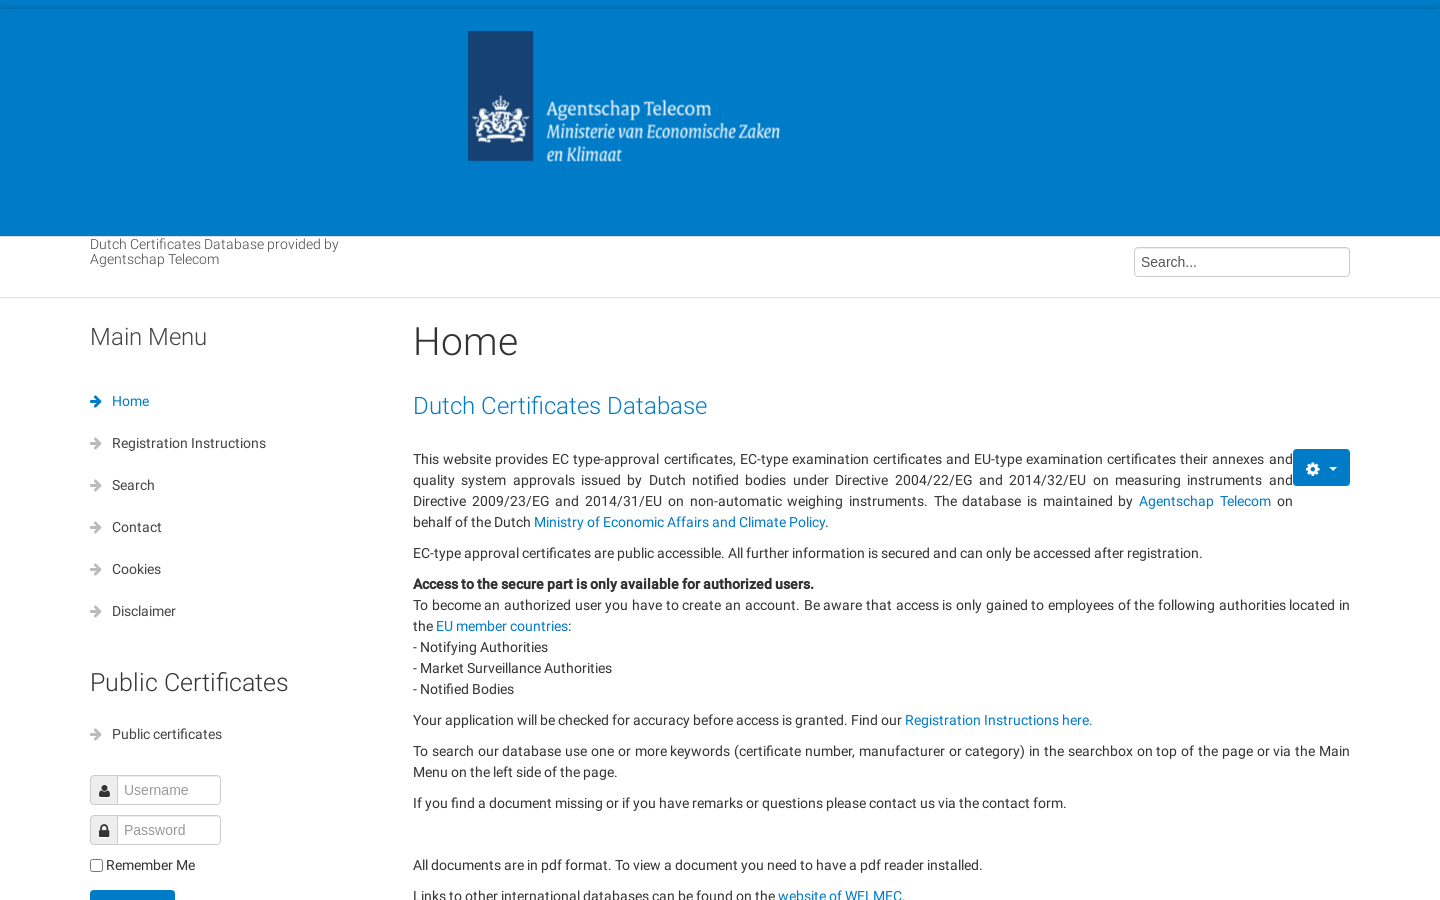 Agentschap Telecom
Ministerie van Economische Zaken
en Klimaat
Dutch Certificates Database provided by
Agentschap Telecom
Search...
Main Menu
Home
Registration Instructions
Search
Contact
Cookies
Disclaimer
Public Certificates
Public certificates
Username
Password
Remember Me
Home
Dutch Certificates Database
This website provides EC type-approval certificates, EC-type examination certificates and EU-type examination certificates their annexes and
quality system approvals issued by Dutch notified bodies under Directive 2004/22/EG and 2014/32/EU on measuring instruments and
Directive 2009/23/EG and 2014/31/EU on non-automatic weighing instruments. The database is maintained by Agentschap Telecom on
behalf of the Dutch Ministry of Economic Affairs and Climate Policy.
EC-type approval certificates are public accessible. All further information is secured and can only be accessed after registration.
Access to the secure part is only available for authorized users.
To become an authorized user you have to create an account. Be aware that access is only gained to employees of the following authorities located in
the EU member countries:
- Notifying Authorities
- Market Surveillance Authorities
- Notified Bodies
Your application will be checked for accuracy before access is granted. Find our Registration Instructions here.
To search our database use one or more keywords (certificate number, manufacturer or category) in the searchbox on top of the page or via the Main
Menu on the left side of the page.
If you find a document missing or if you have remarks or questions please contact us via the contact form.
All documents are in pdf format. To view a document you need to have a pdf reader installed.
Links to other international databases can be found on the website of WELMEC.